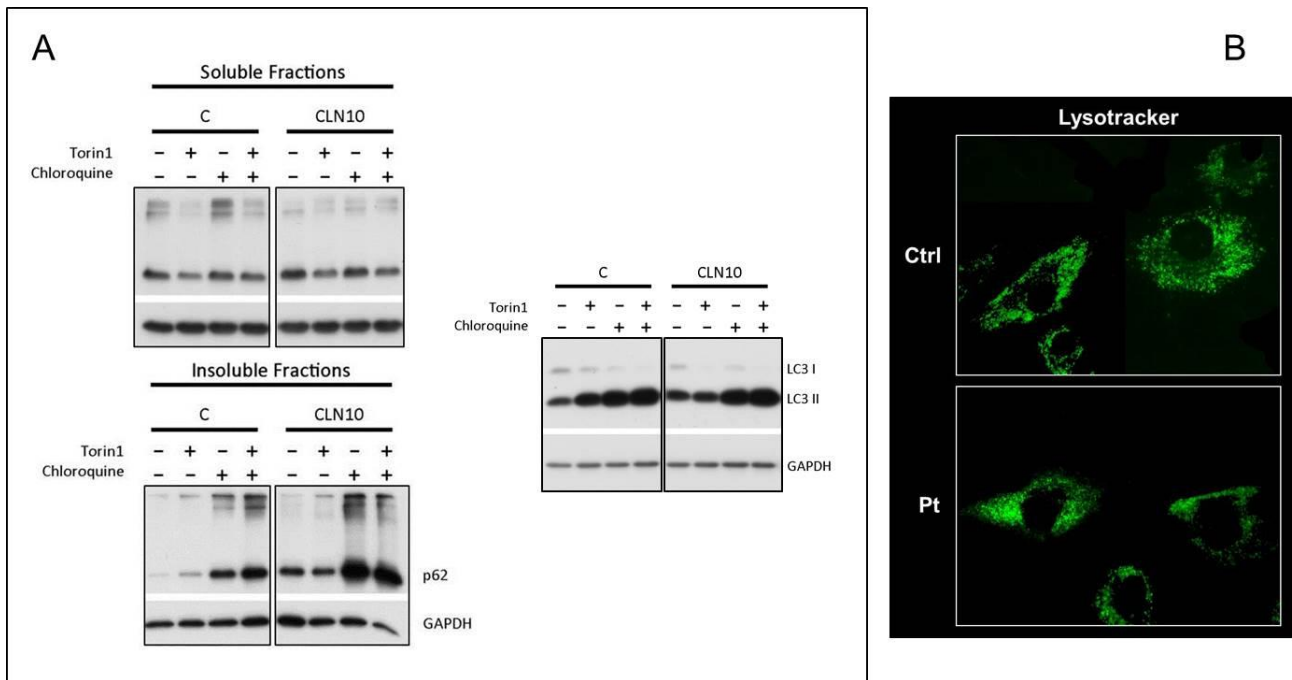 A
Soluble Fractions
C CLN10
Torin1 – + – + – + – +
Chloroquine – – + + – – + +
Insoluble Fractions
C CLN10
Torin1 – + – + – + – +
Chloroquine – – + + – – + +
p62
GAPDH
C CLN10
Torin1 – + – + – + – +
Chloroquine – – + + – – + +
LC3 I
LC3 II
GAPDH
B
Lysotracker
Ctrl
Pt